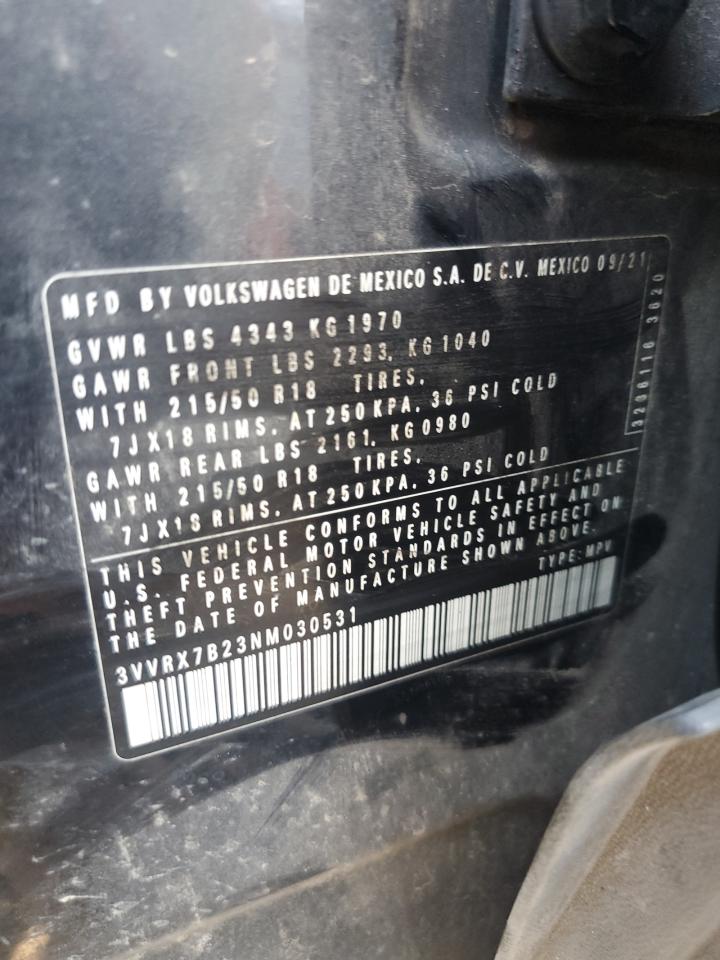 MFD BY VOLKSWAGEN DE MEXICO S.A. DE C.V. MEXICO 09/21
GVWR LBS 4343 KG 1970
GAWR FRONT LBS 2293, KG 1040
WITH 215/50 R18 TIRES,
7JX18 RIMS, AT 250 KPA, 36 PSI COLD
GAWR REAR LBS 2161, KG 0980
WITH 215/50 R18 TIRES,
7JX18 RIMS, AT 250 KPA, 36 PSI COLD
3206116 3620
THIS VEHICLE CONFORMS TO ALL APPLICABLE
U.S. FEDERAL MOTOR VEHICLE SAFETY AND
THEFT PREVENTION STANDARDS IN EFFECT ON
THE DATE OF MANUFACTURE SHOWN ABOVE.
TYPE: MPV
3VVRX7B23NM030531